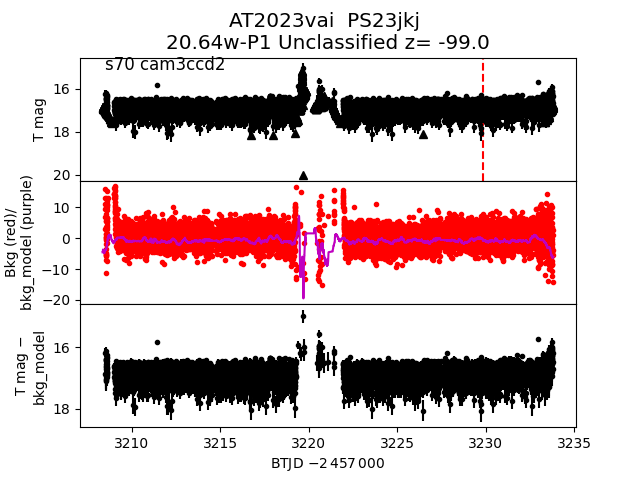 AT2023vai  PS23jkj
20.64w-P1 Unclassified z= -99.0
s70 cam3ccd2
T mag
16
18
20
Bkg (red)/
bkg_model (purple)
10
0
−10
−20
T mag −
bkg_model
16
18
3210 3215 3220 3225 3230 3235
BTJD −2 457 000